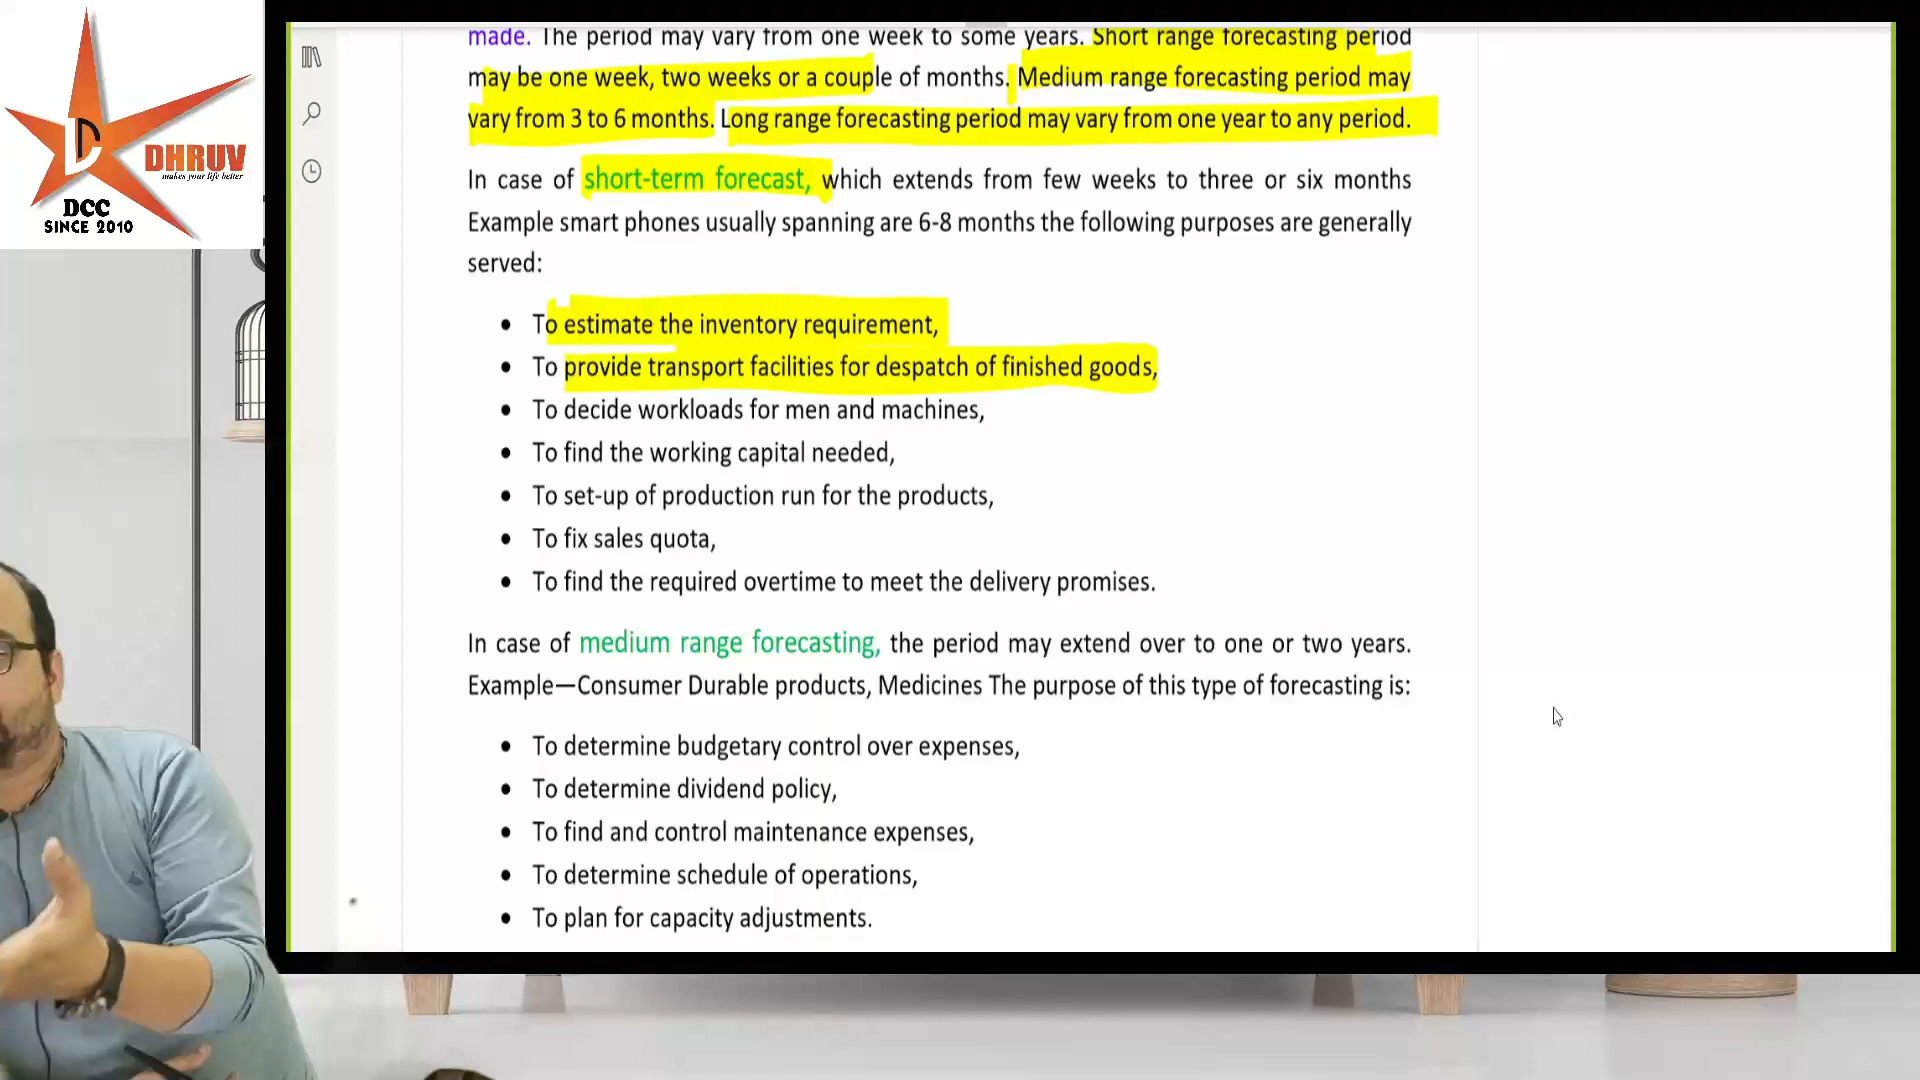 DHRUV
makes your life better
DCC
SINCE 2010
made. The period may vary from one week to some years. Short range forecasting period
may be one week, two weeks or a couple of months. Medium range forecasting period may
vary from 3 to 6 months. Long range forecasting period may vary from one year to any period.
In case of short-term forecast, which extends from few weeks to three or six months
Example smart phones usually spanning are 6-8 months the following purposes are generally
served:
• To estimate the inventory requirement,
• To provide transport facilities for despatch of finished goods,
• To decide workloads for men and machines,
• To find the working capital needed,
• To set-up of production run for the products,
• To fix sales quota,
• To find the required overtime to meet the delivery promises.
In case of medium range forecasting, the period may extend over to one or two years.
Example—Consumer Durable products, Medicines The purpose of this type of forecasting is:
• To determine budgetary control over expenses,
• To determine dividend policy,
• To find and control maintenance expenses,
• To determine schedule of operations,
• To plan for capacity adjustments.